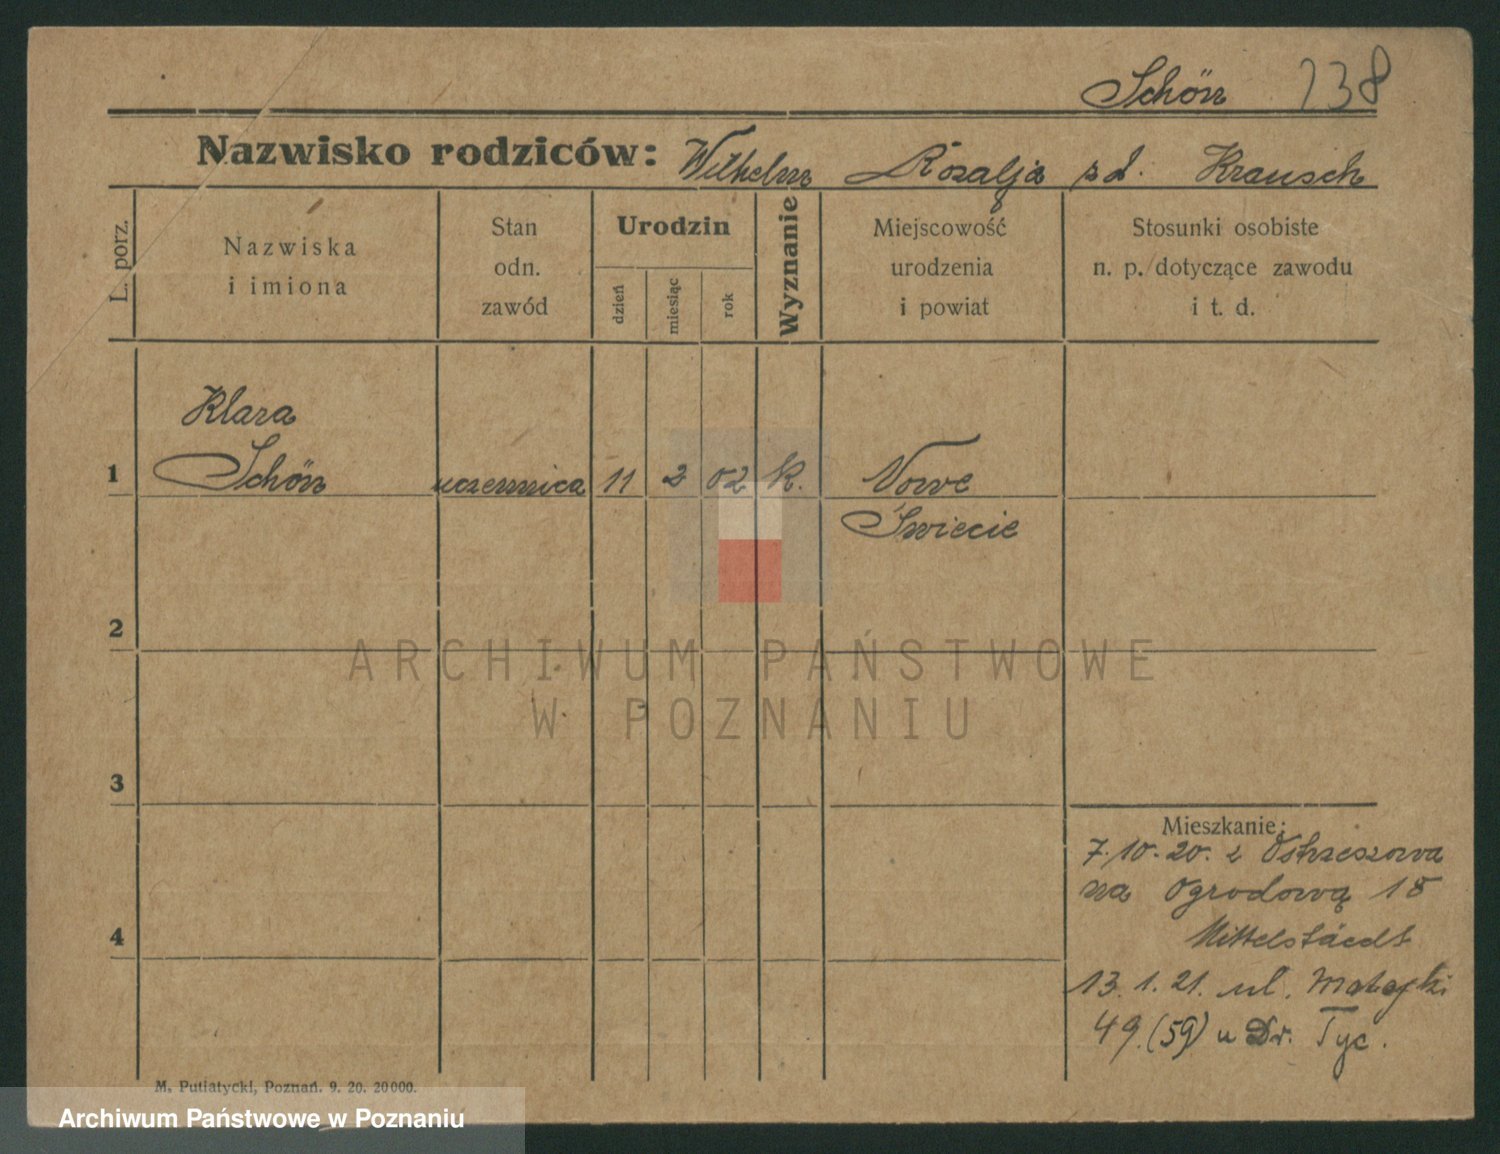 Schön 138
Nazwisko rodziców: Wilhelm Rozalja zd. Krausch
L. porz.
Nazwiska
i imiona
Stan
odn.
zawód
Urodzin
dzień
miesiąc
rok
Wyznanie
Miejscowość
urodzenia
i powiat
Stosunki osobiste
n. p. dotyczące zawodu
i t. d.
Klara
1 Schön uczennica 11 2 02 k. Nowe
Świecie
2
ARCHIWUM PAŃSTWOWE
W POZNANIU
3
Mieszkanie:
7.10.20. z Ostrzeszowa
na Ogrodową 18
Mittelstäedt
4
13.1.21. ul. Matejki
49.(59) u Dr. Tyc.
M. Putiatycki, Poznań. 9. 20. 20000.
Archiwum Państwowe w Poznaniu